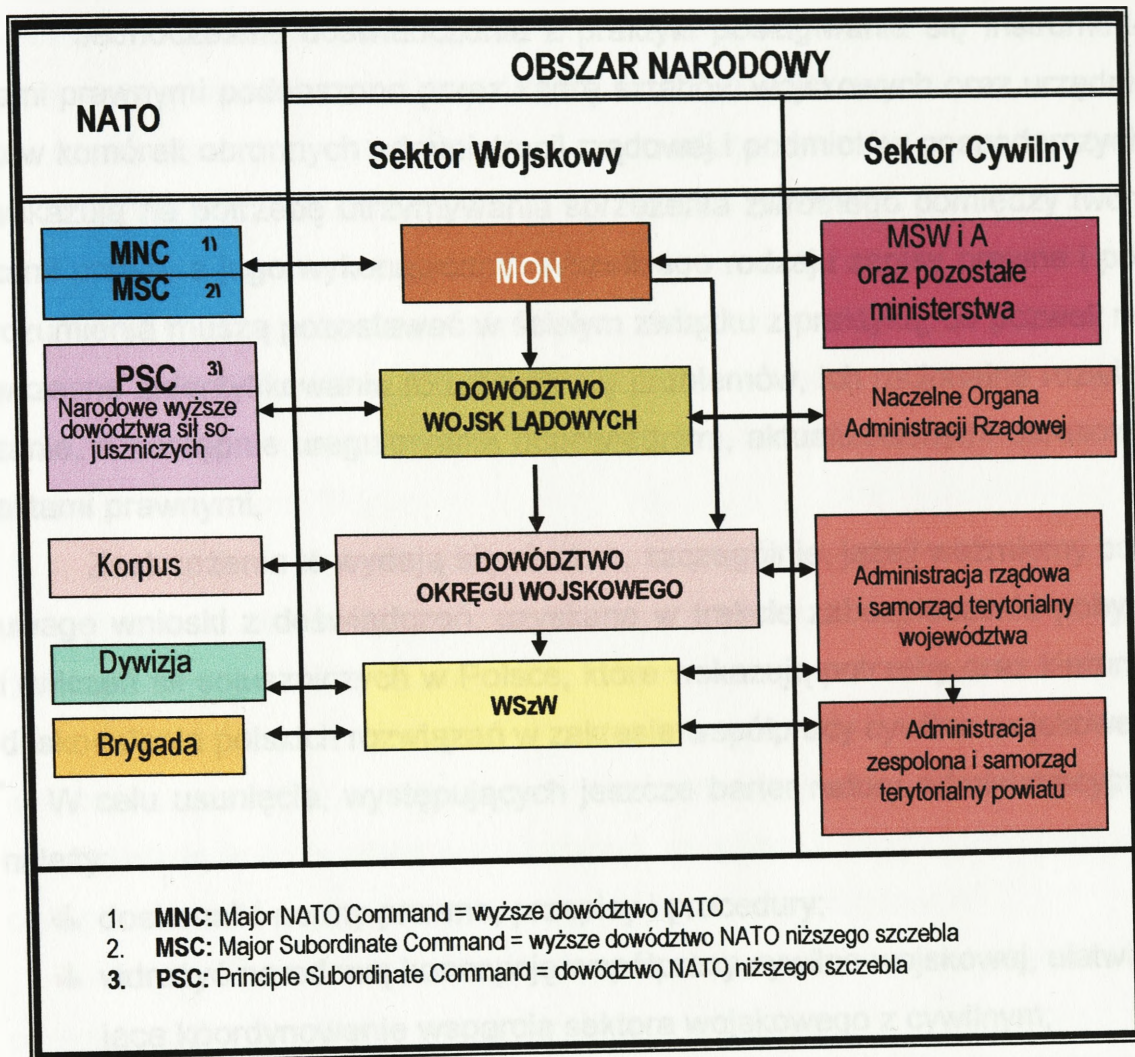 NATO
OBSZAR NARODOWY
Sektor Wojskowy
Sektor Cywilny
MNC 1)
MSC 2)
MON
MSW i A
oraz pozostałe
ministerstwa
PSC 3)
Narodowe wyższe
dowództwa sił so-
juszniczych
DOWÓDZTWO
WOJSK LĄDOWYCH
Naczelne Organa
Administracji Rządowej
Korpus
DOWÓDZTWO
OKRĘGU WOJSKOWEGO
Administracja rządowa
i samorząd terytorialny
województwa
Dywizja
WSzW
Brygada
Administracja
zespolona i samorząd
terytorialny powiatu
1. MNC: Major NATO Command = wyższe dowództwo NATO
2. MSC: Major Subordinate Command = wyższe dowództwo NATO niższego szczebla
3. PSC: Principle Subordinate Command = dowództwo NATO niższego szczebla